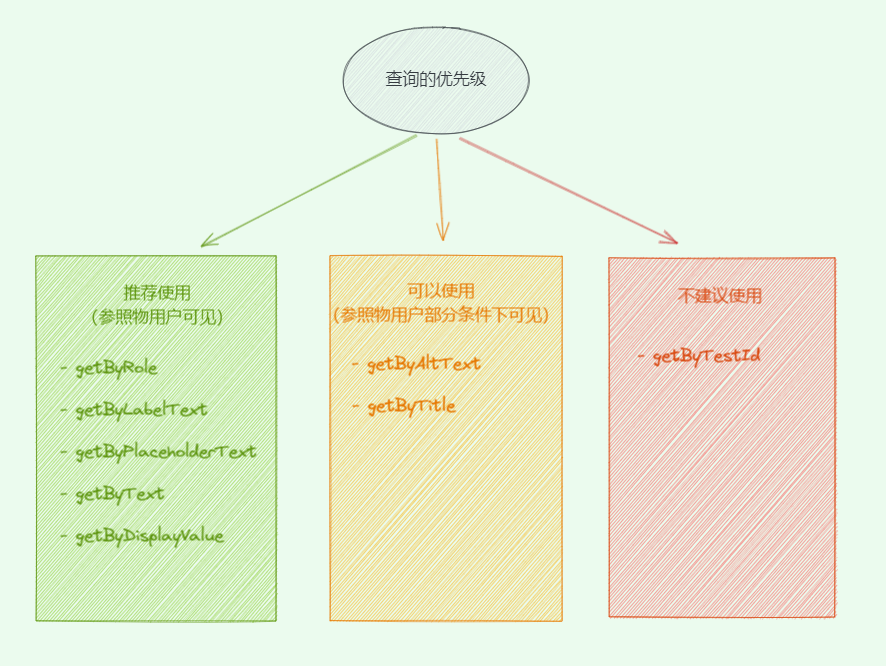 查询的优先级
推荐使用
（参照物用户可见）
- getByRole
- getByLabelText
- getByPlaceholderText
- getByText
- getByDisplayValue
可以使用
（参照物用户部分条件下可见）
- getByAltText
- getByTitle
不建议使用
- getByTestId